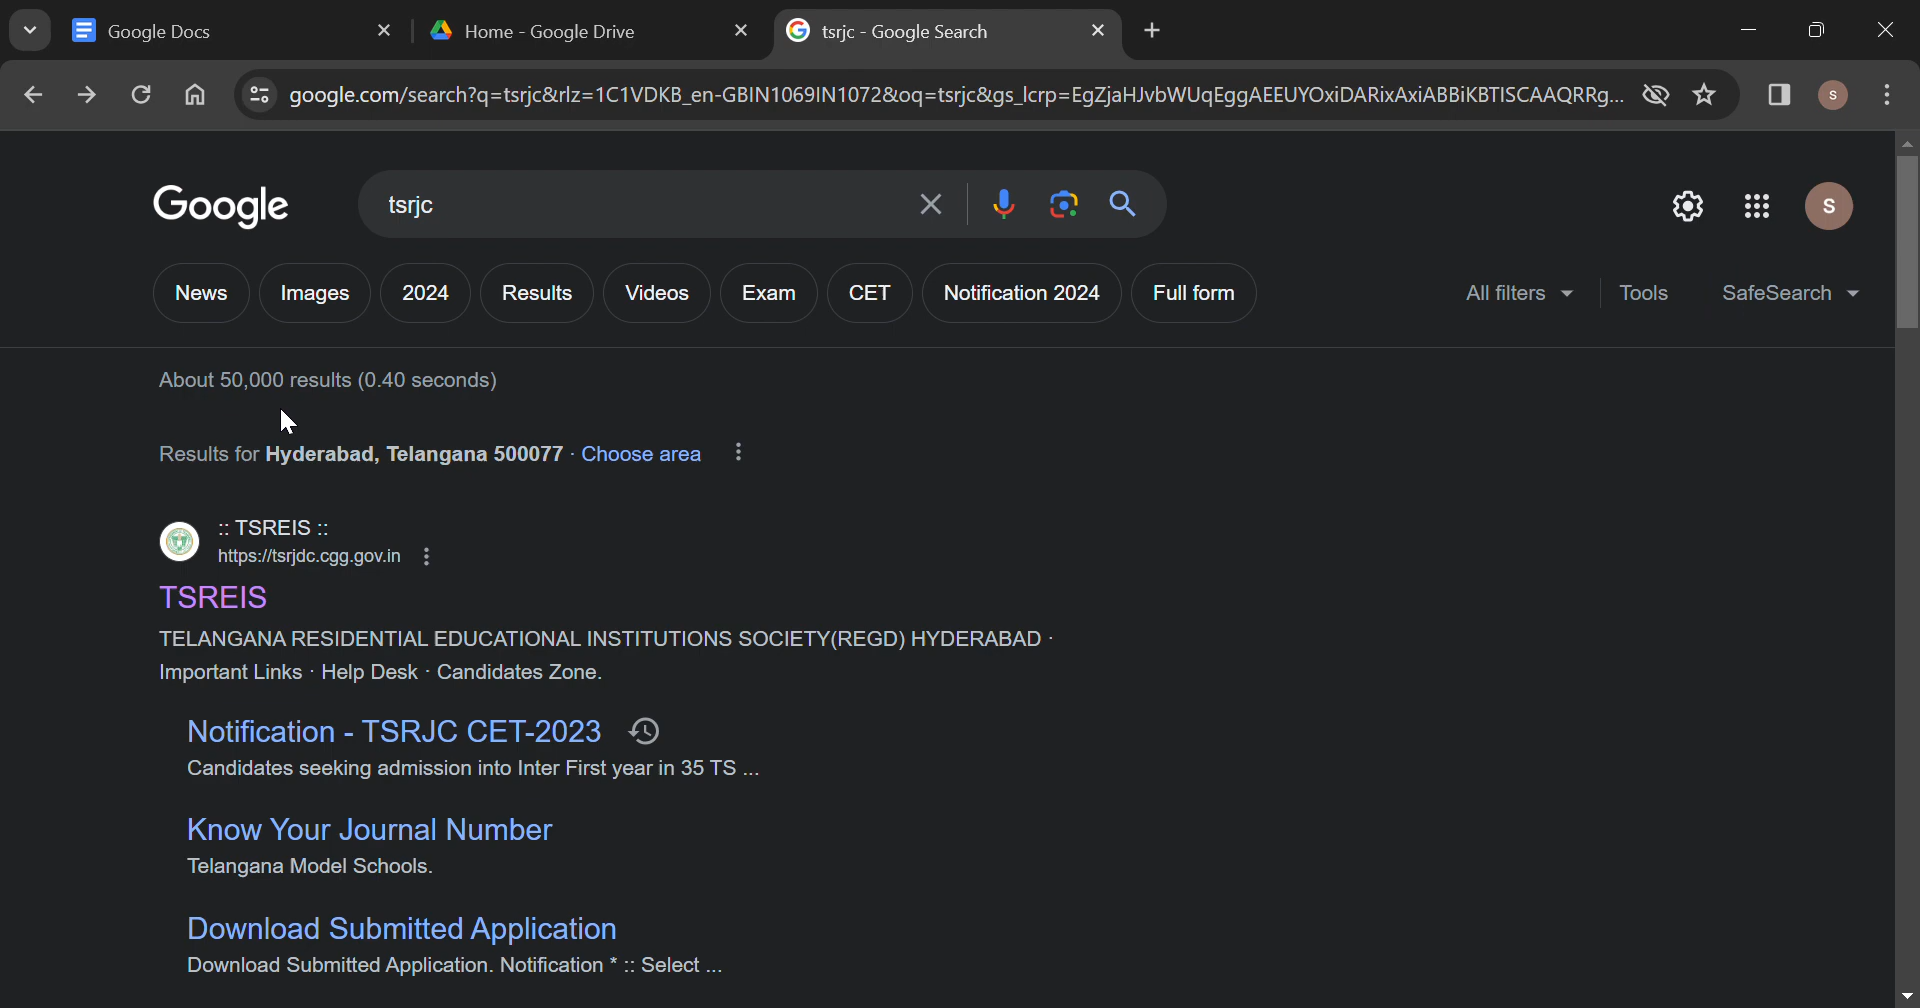 Google Docs
Home - Google Drive
tsrjc - Google Search
google.com/search?q=tsrjc&rlz=1C1VDKB_en-GBIN1069IN1072&oq=tsrjc&gs_lcrp=EgZjaHJvbWUqEggAEEUYOxiDARixAxiABBiKBTISCAAQRRg...
S
Google
tsrjc
S
News
Images
2024
Results
Videos
Exam
CET
Notification 2024
Full form
All filters
Tools
SafeSearch
About 50,000 results (0.40 seconds)
Results for Hyderabad, Telangana 500077 · Choose area
:: TSREIS ::
https://tsrjdc.cgg.gov.in
TSREIS
TELANGANA RESIDENTIAL EDUCATIONAL INSTITUTIONS SOCIETY(REGD) HYDERABAD ·
Important Links · Help Desk · Candidates Zone.
Notification - TSRJC CET-2023
Candidates seeking admission into Inter First year in 35 TS ...
Know Your Journal Number
Telangana Model Schools.
Download Submitted Application
Download Submitted Application. Notification * :: Select ...